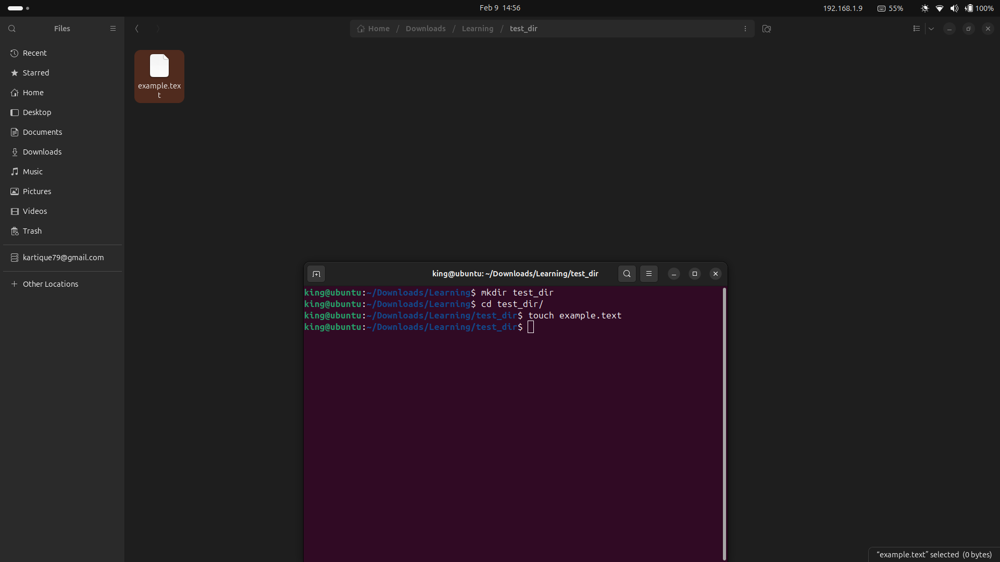 Feb 9 14:56
192.168.1.9
55%
100%
Files
Home / Downloads / Learning / test_dir
Recent
Starred
Home
Desktop
Documents
Downloads
Music
Pictures
Videos
Trash
kartique79@gmail.com
Other Locations
example.tex
t
king@ubuntu: ~/Downloads/Learning/test_dir
king@ubuntu:~/Downloads/Learning$ mkdir test_dir
king@ubuntu:~/Downloads/Learning$ cd test_dir/
king@ubuntu:~/Downloads/Learning/test_dir$ touch example.text
king@ubuntu:~/Downloads/Learning/test_dir$
“example.text” selected (0 bytes)